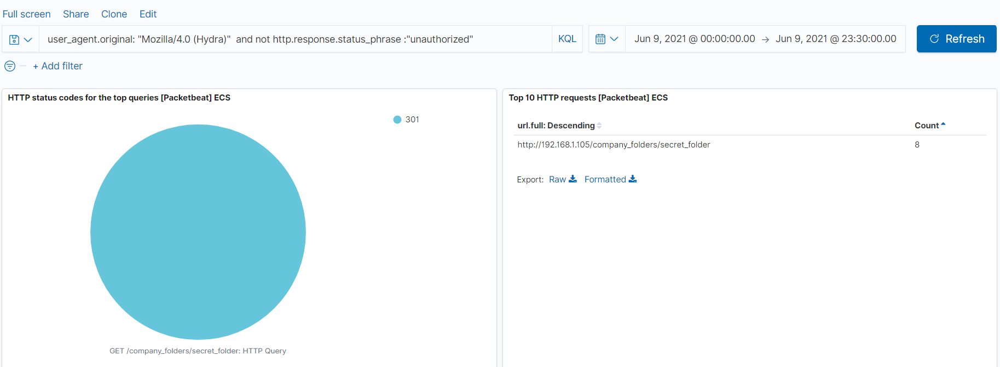 Full screen Share Clone Edit
user_agent.original: "Mozilla/4.0 (Hydra)"  and not http.response.status_phrase :"unauthorized" KQL Jun 9, 2021 @ 00:00:00.00 → Jun 9, 2021 @ 23:30:00.00 Refresh
+ Add filter
HTTP status codes for the top queries [Packetbeat] ECS
301
GET /company_folders/secret_folder: HTTP Query
Top 10 HTTP requests [Packetbeat] ECS
url.full: Descending Count
http://192.168.1.105/company_folders/secret_folder 8
Export: Raw Formatted